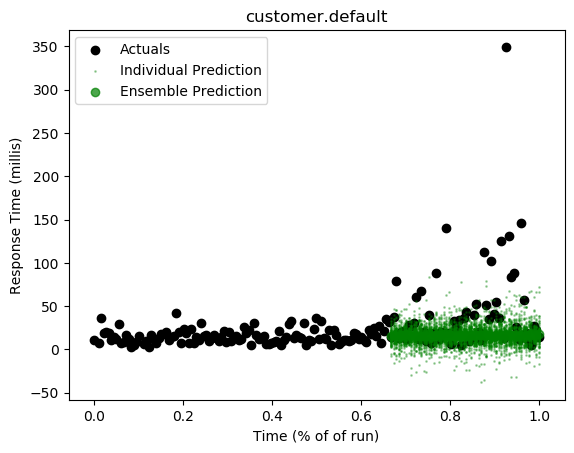 customer.default
Actuals
Individual Prediction
Ensemble Prediction
350
300
250
200
150
100
50
0
−50
Response Time (millis)
0.0 0.2 0.4 0.6 0.8 1.0
Time (% of of run)